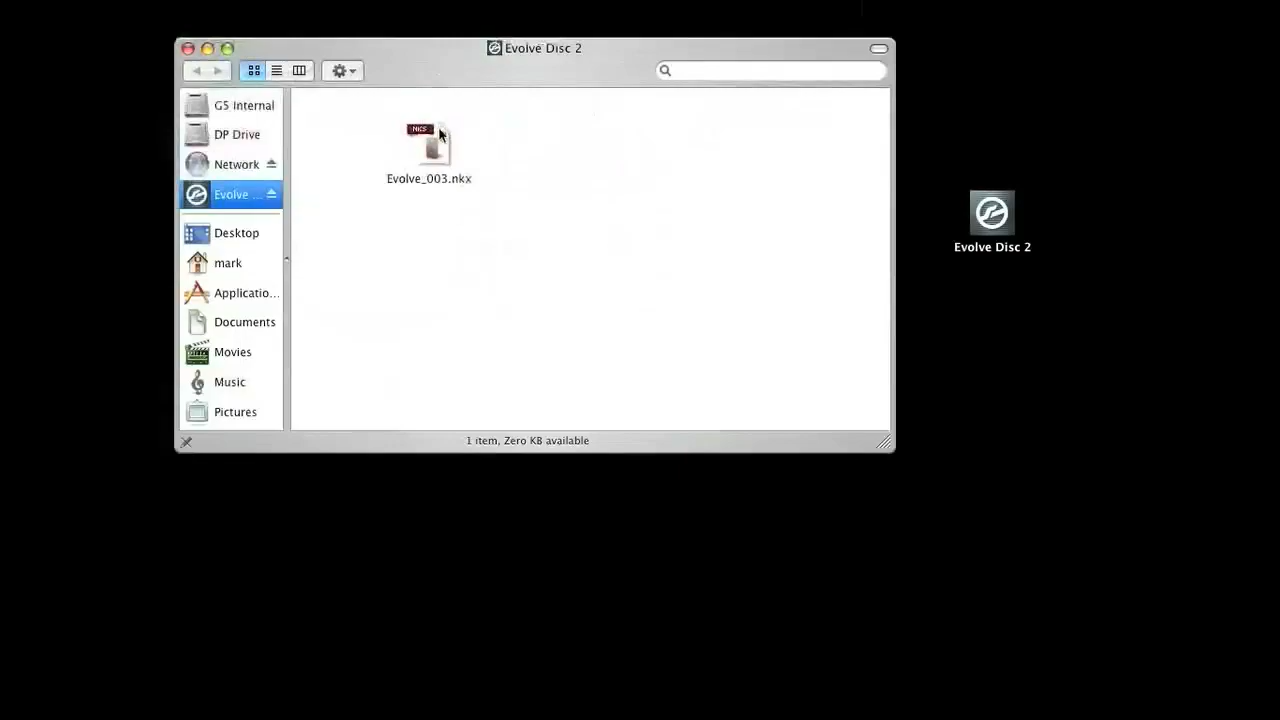 Evolve Disc 2
G5 Internal
DP Drive
Network
Evolve ...
Desktop
mark
Applicatio...
Documents
Movies
Music
Pictures
NICS
Evolve_003.nkx
1 item, Zero KB available
Evolve Disc 2